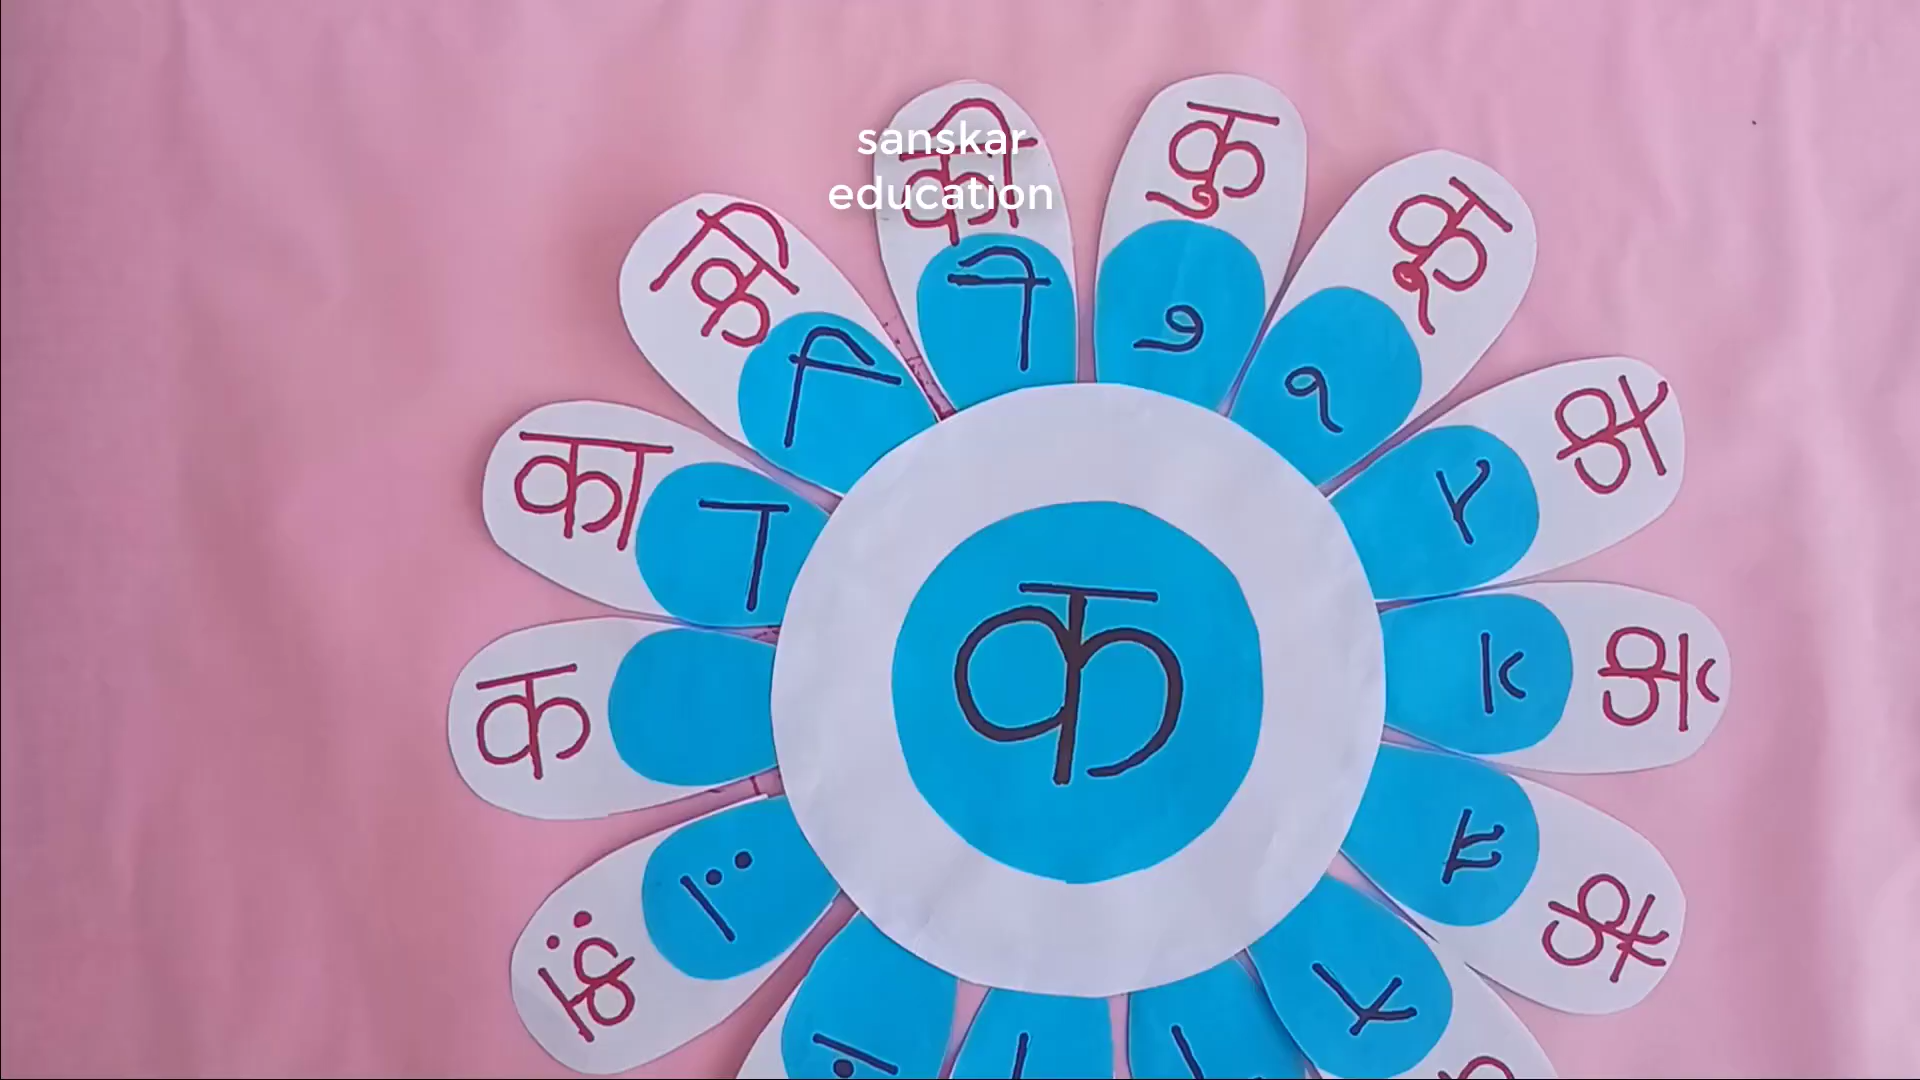 sanskar
education
क
क
का
ा
कि
ि
की
ी
कु
ु
कू
ू
के
े
कॅ
ॅ
कै
ै
कः
ः